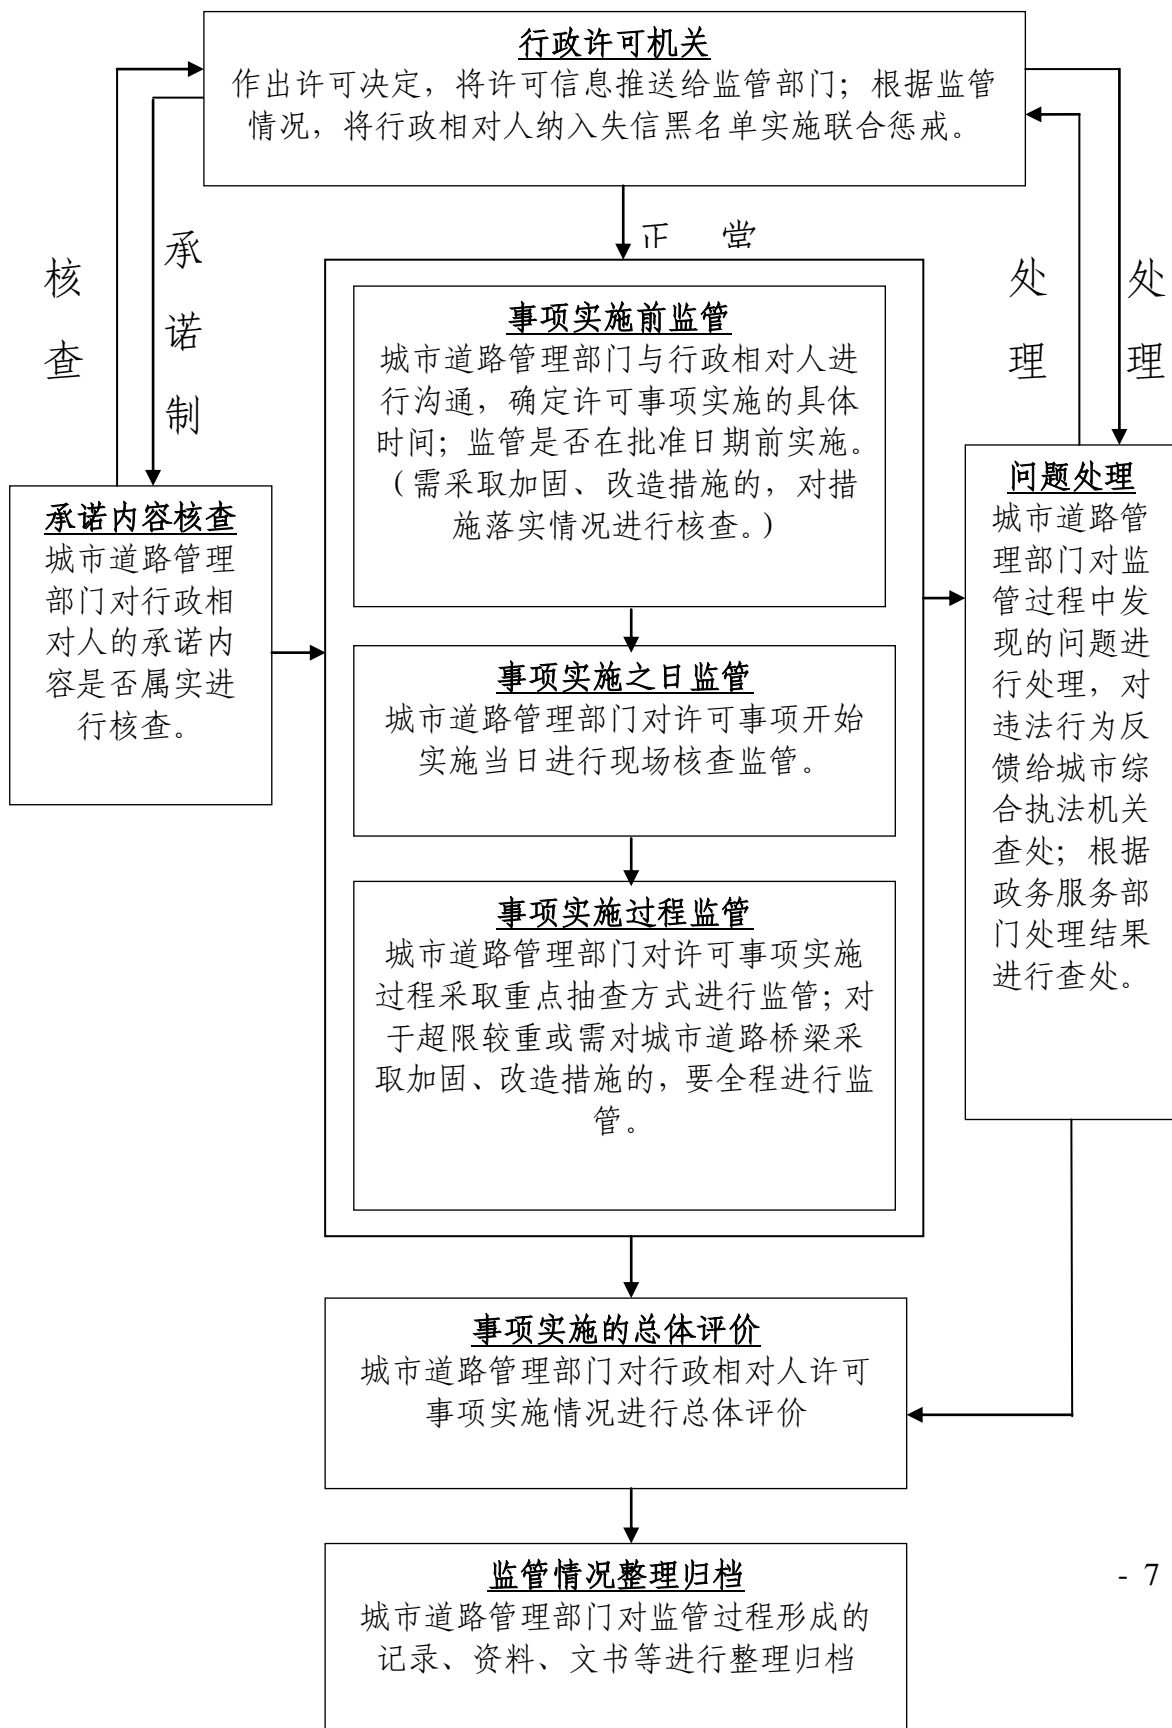 行政许可机关
作出许可决定，将许可信息推送给监管部门；根据监管
情况，将行政相对人纳入失信黑名单实施联合惩戒。
核
查
承
诺
制
正 常
处
理
处
理
事项实施前监管
城市道路管理部门与行政相对人进
行沟通，确定许可事项实施的具体
时间；监管是否在批准日期前实施。
（需采取加固、改造措施的，对措
施落实情况进行核查。）
承诺内容核查
城市道路管理
部门对行政相
对人的承诺内
容是否属实进
行核查。
事项实施之日监管
城市道路管理部门对许可事项开始
实施当日进行现场核查监管。
事项实施过程监管
城市道路管理部门对许可事项实施
过程采取重点抽查方式进行监管；对
于超限较重或需对城市道路桥梁采
取加固、改造措施的，要全程进行监
管。
问题处理
城市道路管
理部门对监
管过程中发
现的问题进
行处理，对
违法行为反
馈给城市综
合执法机关
查处；根据
政务服务部
门处理结果
进行查处。
事项实施的总体评价
城市道路管理部门对行政相对人许可
事项实施情况进行总体评价
监管情况整理归档
城市道路管理部门对监管过程形成的
记录、资料、文书等进行整理归档
- 7